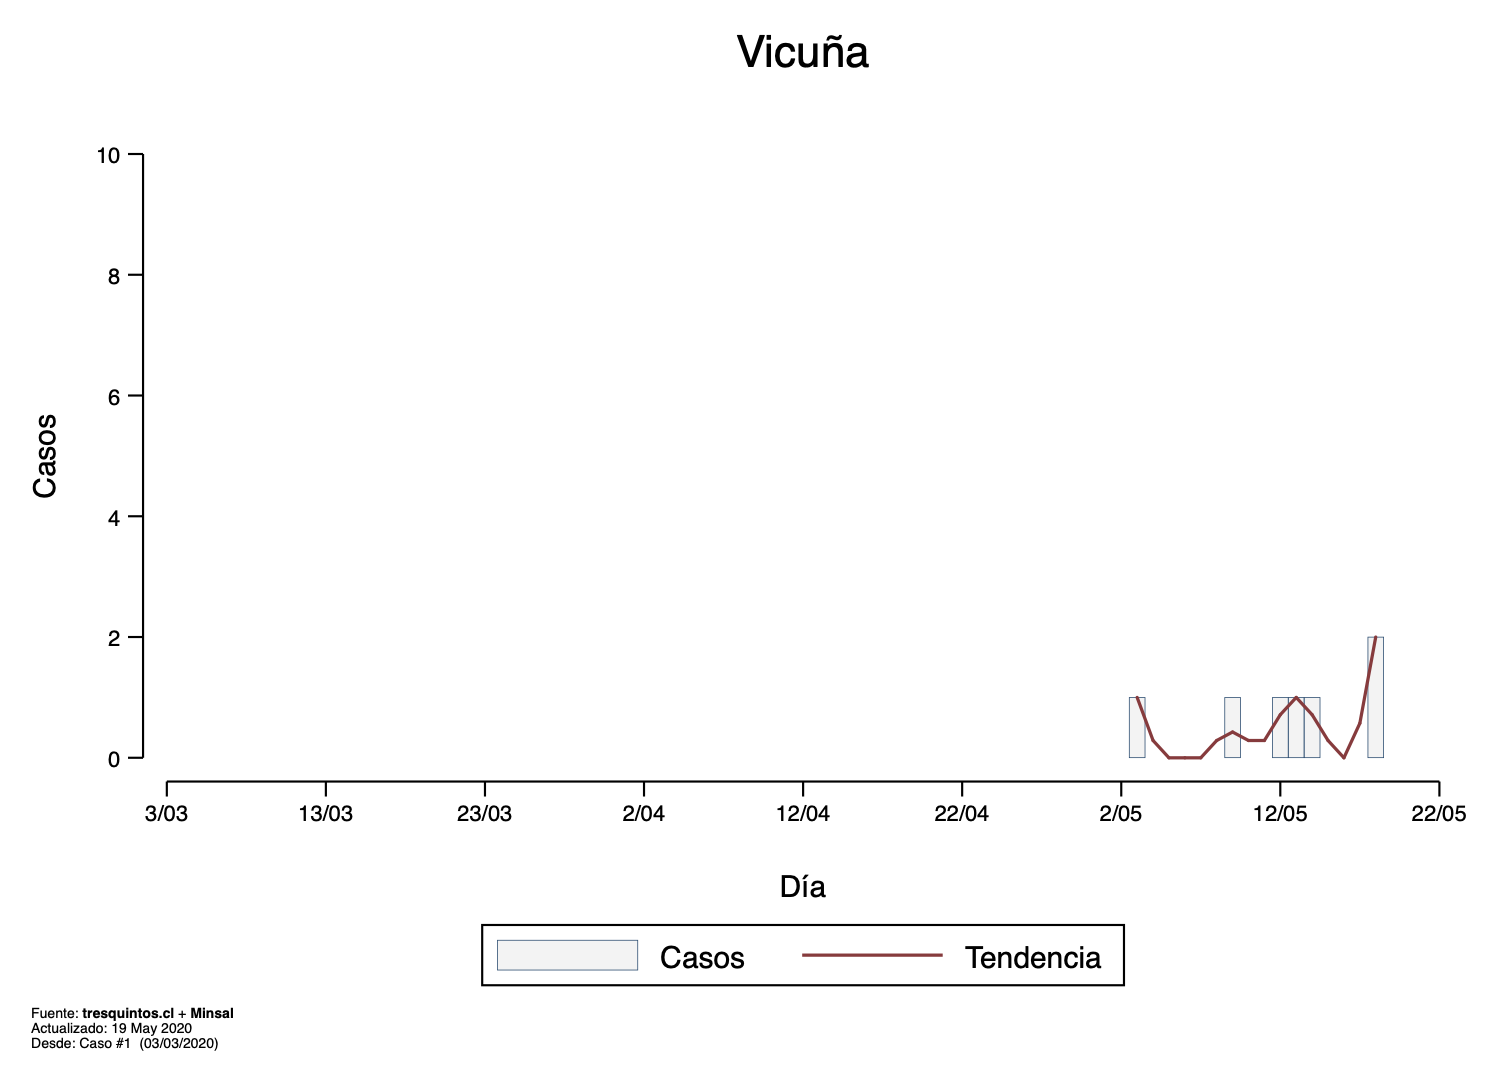 Vicuña
10
8
6
4
2
0
Casos
3/03 13/03 23/03 2/04 12/04 22/04 2/05 12/05 22/05
Día
Casos Tendencia
Fuente: tresquintos.cl + Minsal
Actualizado: 19 May 2020
Desde: Caso #1 (03/03/2020)